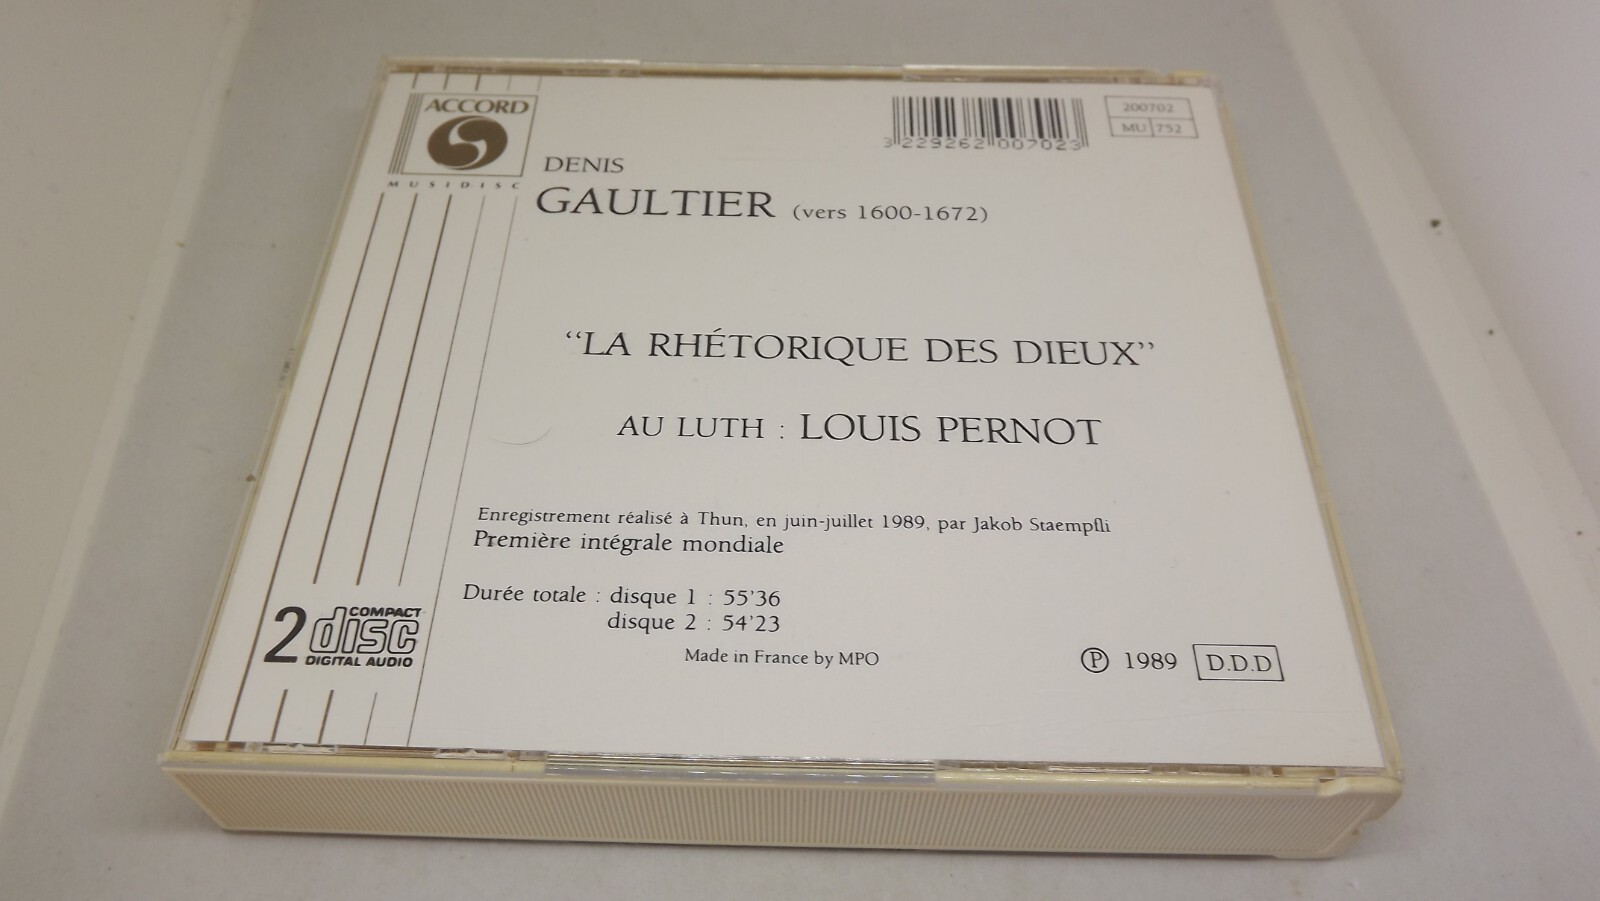 ACCORD
MUSIDISC
3 229262 007023
200702
MU 752
DENIS
GAULTIER (vers 1600-1672)
“LA RHÉTORIQUE DES DIEUX”
AU LUTH : LOUIS PERNOT
Enregistrement réalisé à Thun, en juin-juillet 1989, par Jakob Staempfli
Première intégrale mondiale
Durée totale : disque 1 : 55'36
disque 2 : 54'23
Made in France by MPO
2 COMPACT
disc
DIGITAL AUDIO
Ⓟ 1989 D.D.D